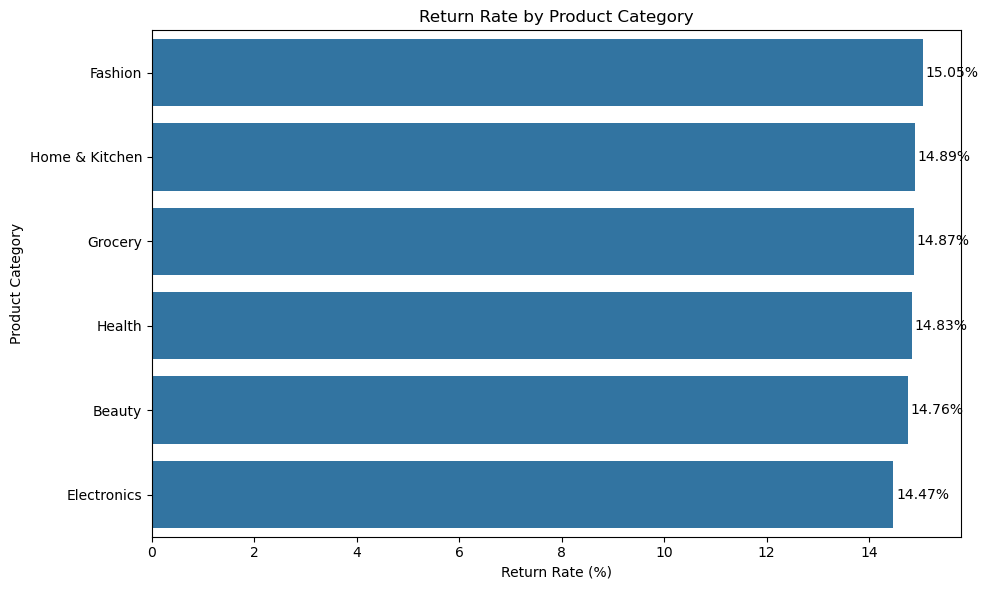 Return Rate by Product Category
Product Category
Fashion
15.05%
Home & Kitchen
14.89%
Grocery
14.87%
Health
14.83%
Beauty
14.76%
Electronics
14.47%
0 2 4 6 8 10 12 14
Return Rate (%)